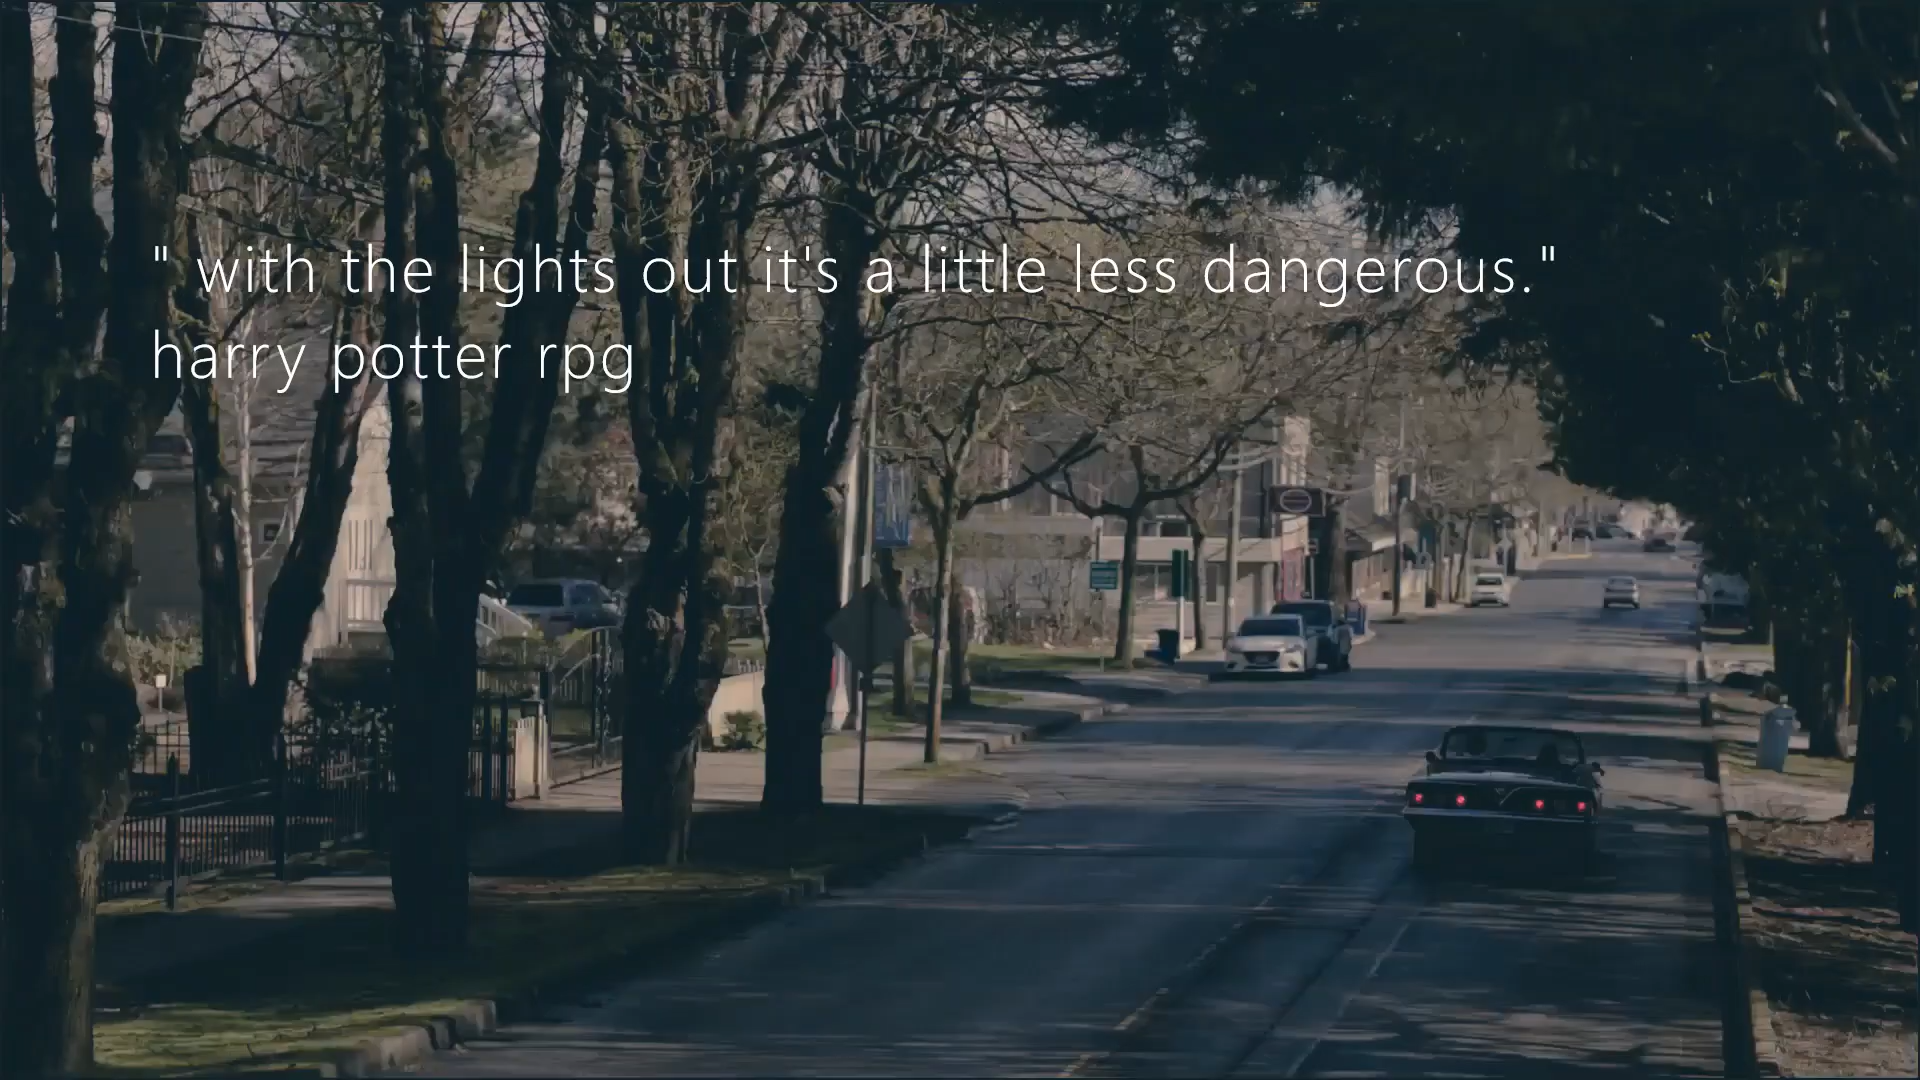 " with the lights out it's a little less dangerous."
harry potter rpg